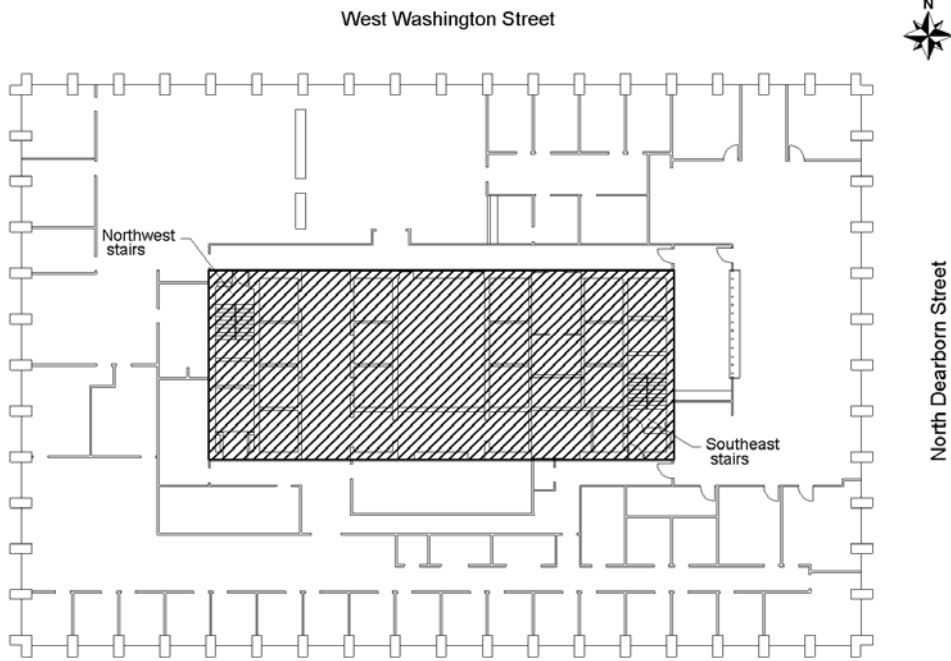 West Washington Street
N
Northwest
stairs
North Dearborn Street
Southeast
stairs